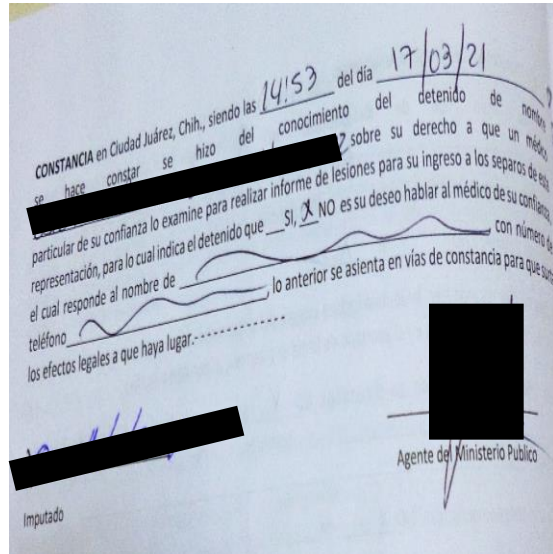 CONSTANCIA en Ciudad Juárez, Chih., siendo las 14:53 del día 17/03/21
se hace constar se hizo del conocimiento del detenido de nombre
sobre su derecho a que un médico
particular de su confianza lo examine para realizar informe de lesiones para su ingreso a los separos de esta
representación, para lo cual indica el detenido que __SI, X NO es su deseo hablar al médico de su confianza
el cual responde al nombre de con número de
teléfono , lo anterior se asienta en vías de constancia para que
los efectos legales a que haya lugar.--------------
Imputado
Agente del Ministerio Publico